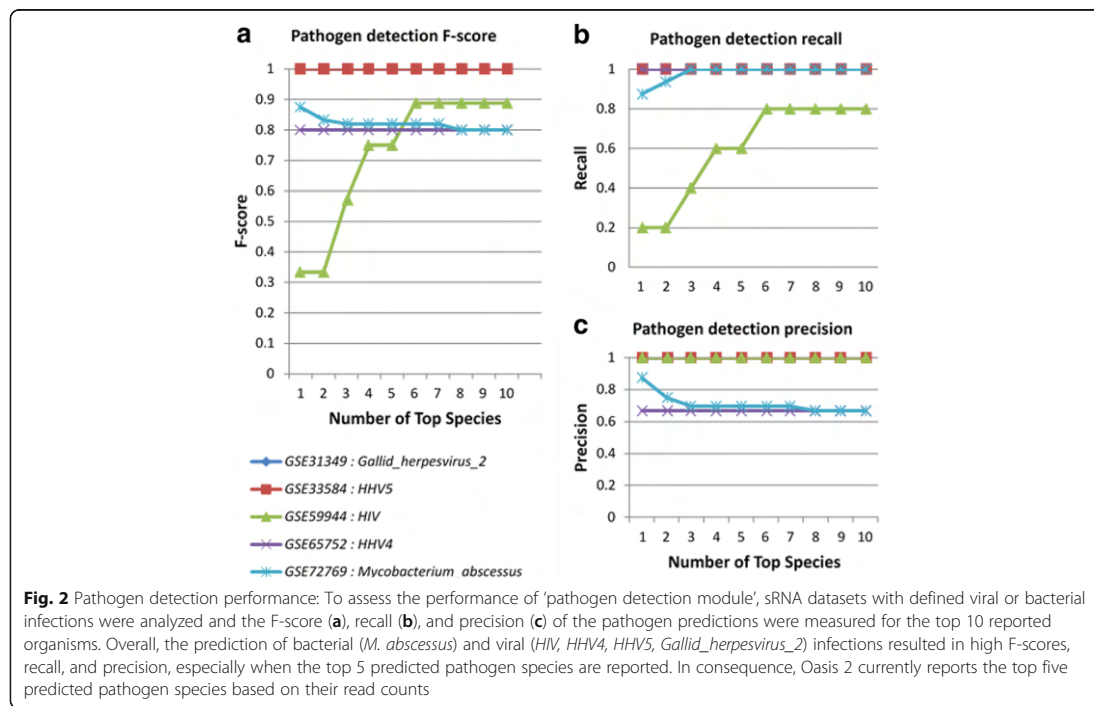 a Pathogen detection F-score
1
0.9
0.8
0.7
0.6
0.5
0.4
0.3
0.2
0.1
0
F-score
1 2 3 4 5 6 7 8 9 10
Number of Top Species
GSE31349 : Gallid_herpesvirus_2
GSE33584 : HHV5
GSE59944 : HIV
GSE65752 : HHV4
GSE72769 : Mycobacterium_abscessus
b Pathogen detection recall
1
0.8
0.6
0.4
0.2
0
Recall
1 2 3 4 5 6 7 8 9 10
c Pathogen detection precision
1
0.8
0.6
0.4
0.2
0
Precision
1 2 3 4 5 6 7 8 9 10
Number of Top Species
Fig. 2 Pathogen detection performance: To assess the performance of 'pathogen detection module', sRNA datasets with defined viral or bacterial
infections were analyzed and the F-score (a), recall (b), and precision (c) of the pathogen predictions were measured for the top 10 reported
organisms. Overall, the prediction of bacterial (M. abscessus) and viral (HIV, HHV4, HHV5, Gallid_herpesvirus_2) infections resulted in high F-scores,
recall, and precision, especially when the top 5 predicted pathogen species are reported. In consequence, Oasis 2 currently reports the top five
predicted pathogen species based on their read counts